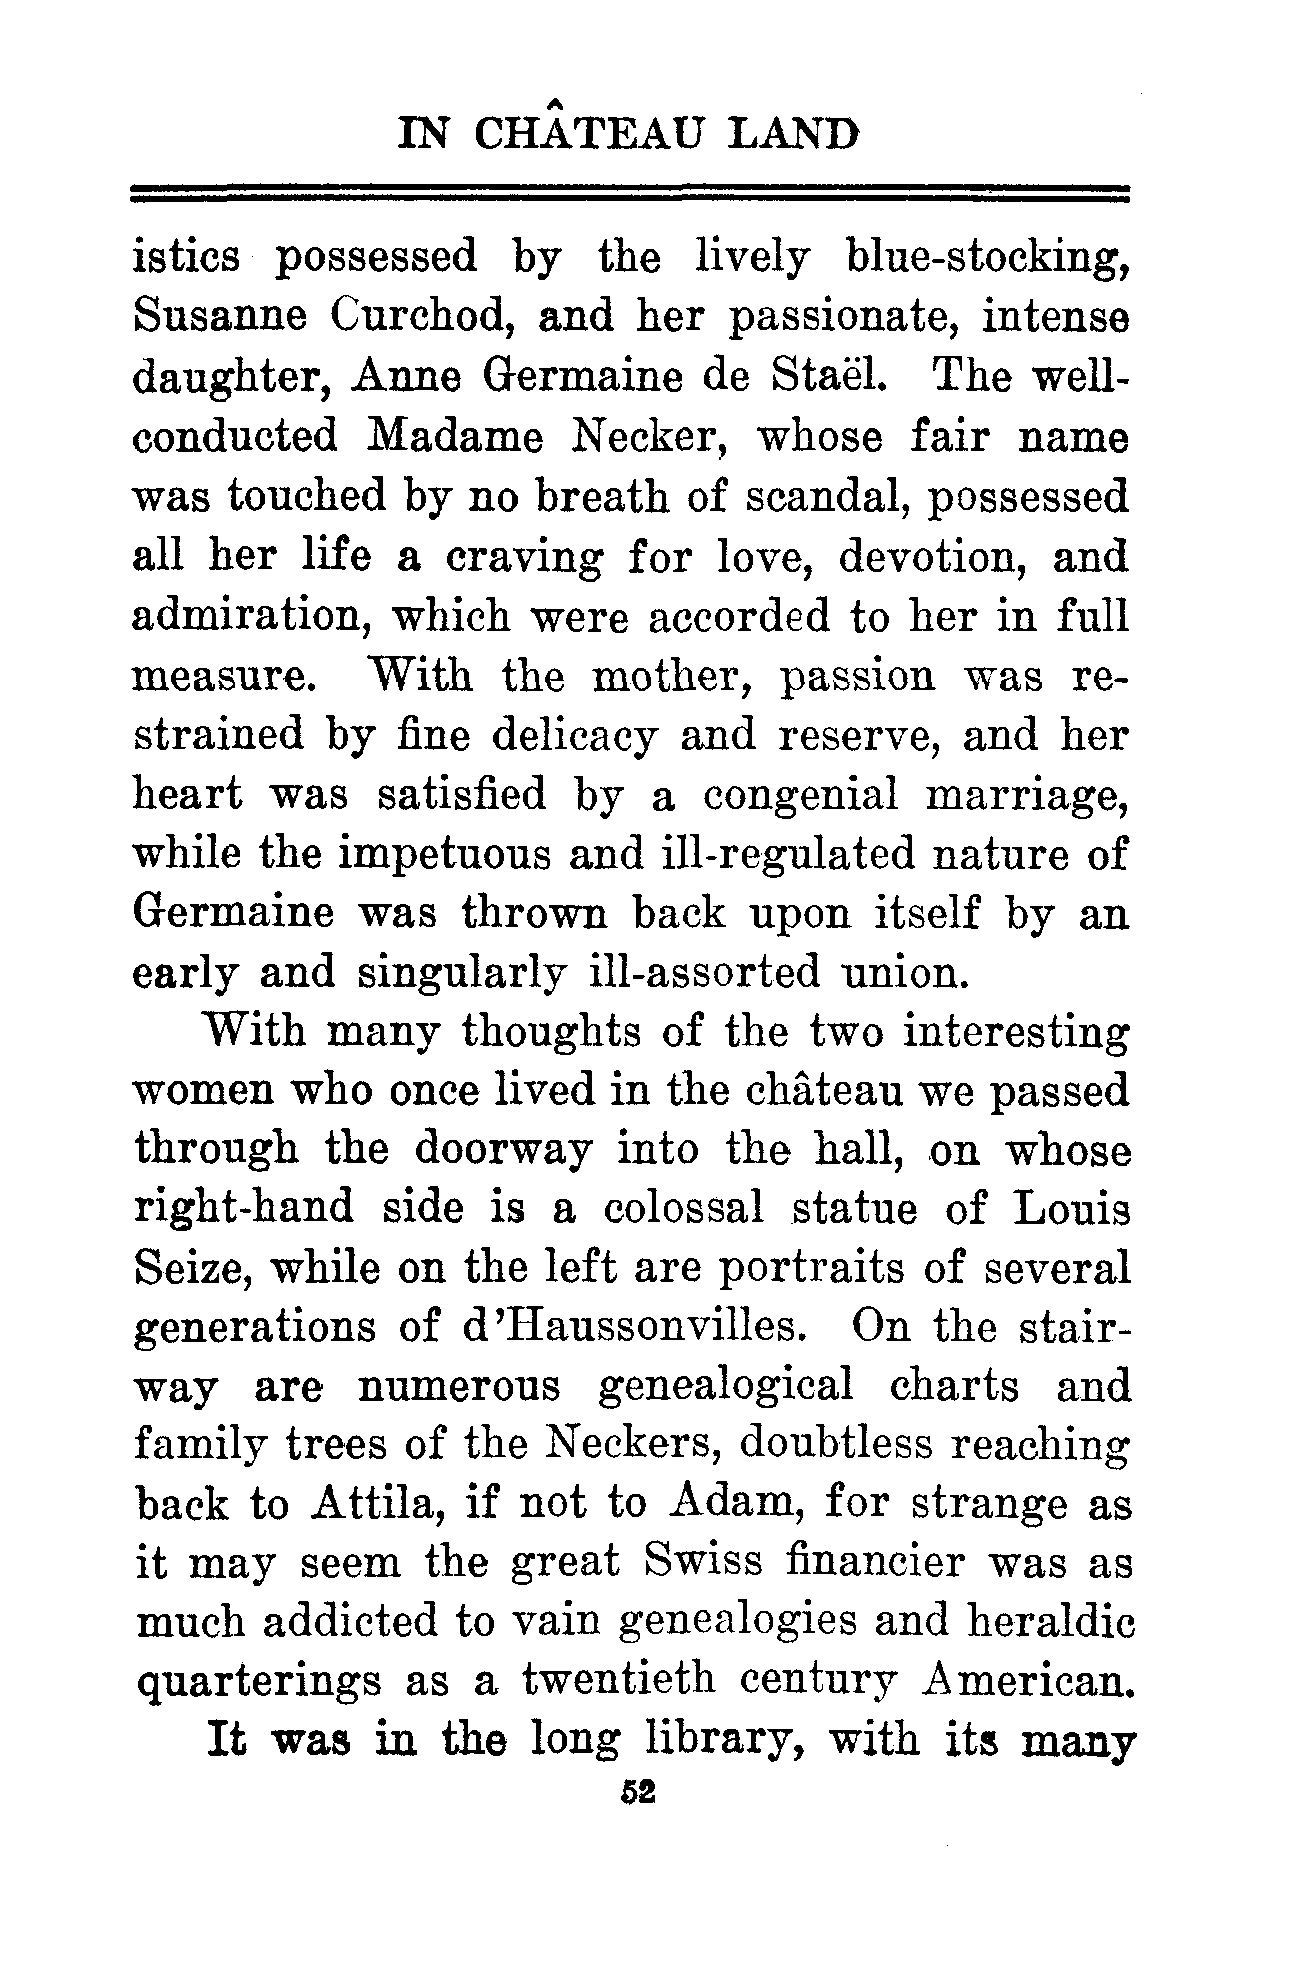 IN CHÂTEAU LAND
istics possessed by the lively blue-stocking,
Susanne Curchod, and her passionate, intense
daughter, Anne Germaine de Staël. The well-
conducted Madame Necker, whose fair name
was touched by no breath of scandal, possessed
all her life a craving for love, devotion, and
admiration, which were accorded to her in full
measure. With the mother, passion was re-
strained by fine delicacy and reserve, and her
heart was satisfied by a congenial marriage,
while the impetuous and ill-regulated nature of
Germaine was thrown back upon itself by an
early and singularly ill-assorted union.
With many thoughts of the two interesting
women who once lived in the château we passed
through the doorway into the hall, on whose
right-hand side is a colossal statue of Louis
Seize, while on the left are portraits of several
generations of d'Haussonvilles. On the stair-
way are numerous genealogical charts and
family trees of the Neckers, doubtless reaching
back to Attila, if not to Adam, for strange as
it may seem the great Swiss financier was as
much addicted to vain genealogies and heraldic
quarterings as a twentieth century American.
It was in the long library, with its many
52